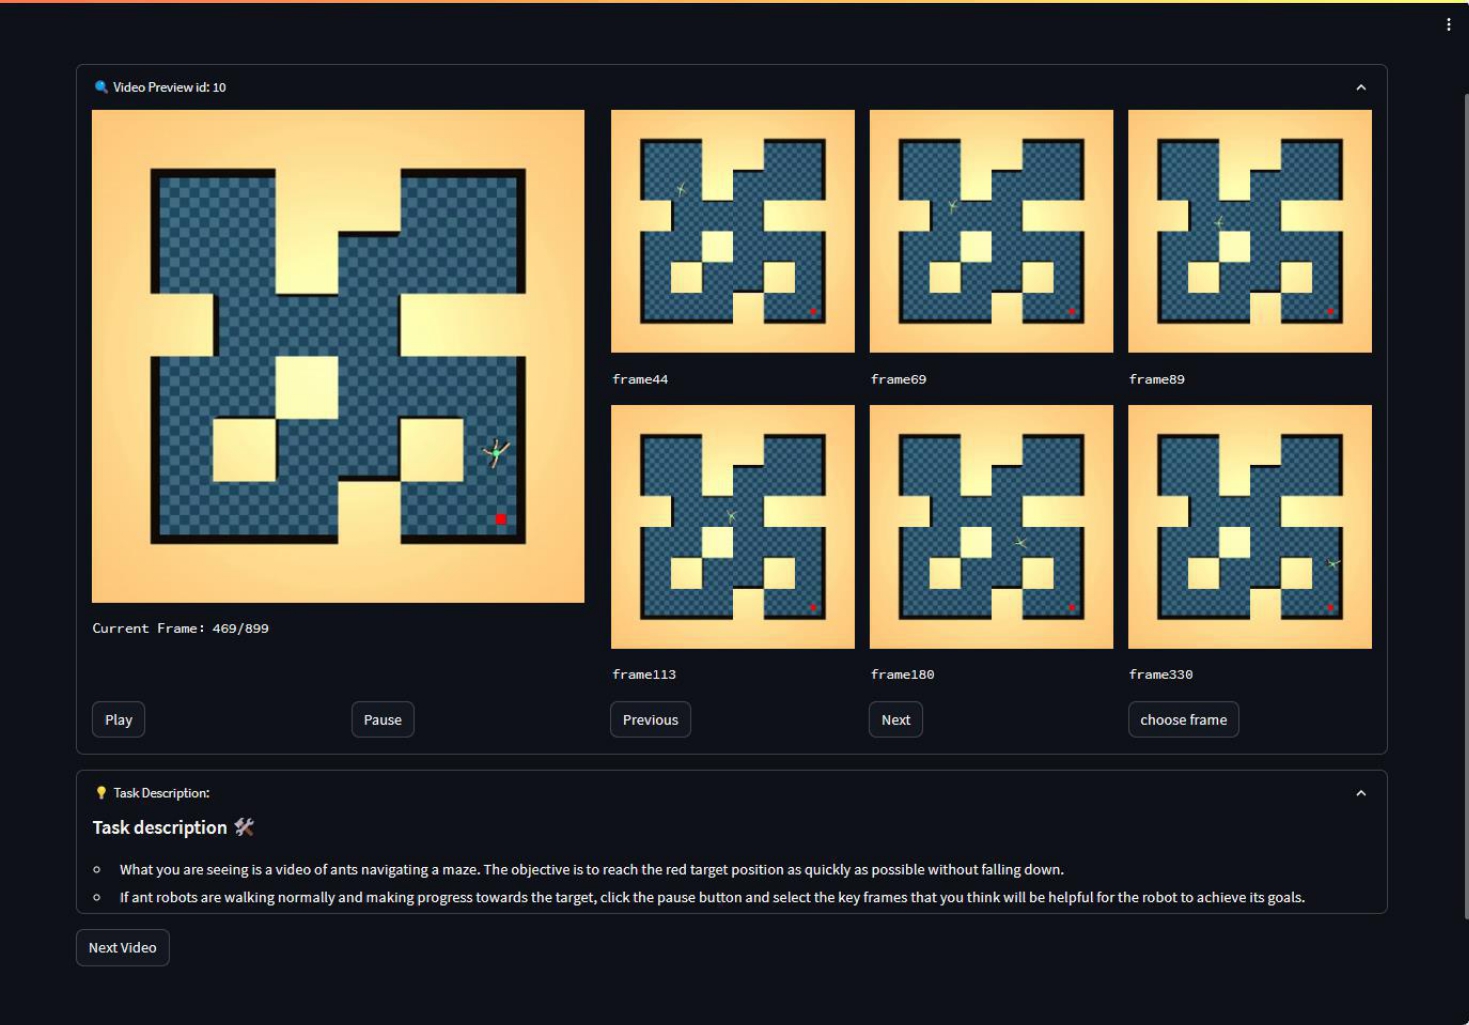 Video Preview id: 10
frame44
frame69
frame89
frame113
frame180
frame330
Current Frame: 469/899
Play
Pause
Previous
Next
choose frame
Task Description:
Task description
What you are seeing is a video of ants navigating a maze. The objective is to reach the red target position as quickly as possible without falling down.
If ant robots are walking normally and making progress towards the target, click the pause button and select the key frames that you think will be helpful for the robot to achieve its goals.
Next Video